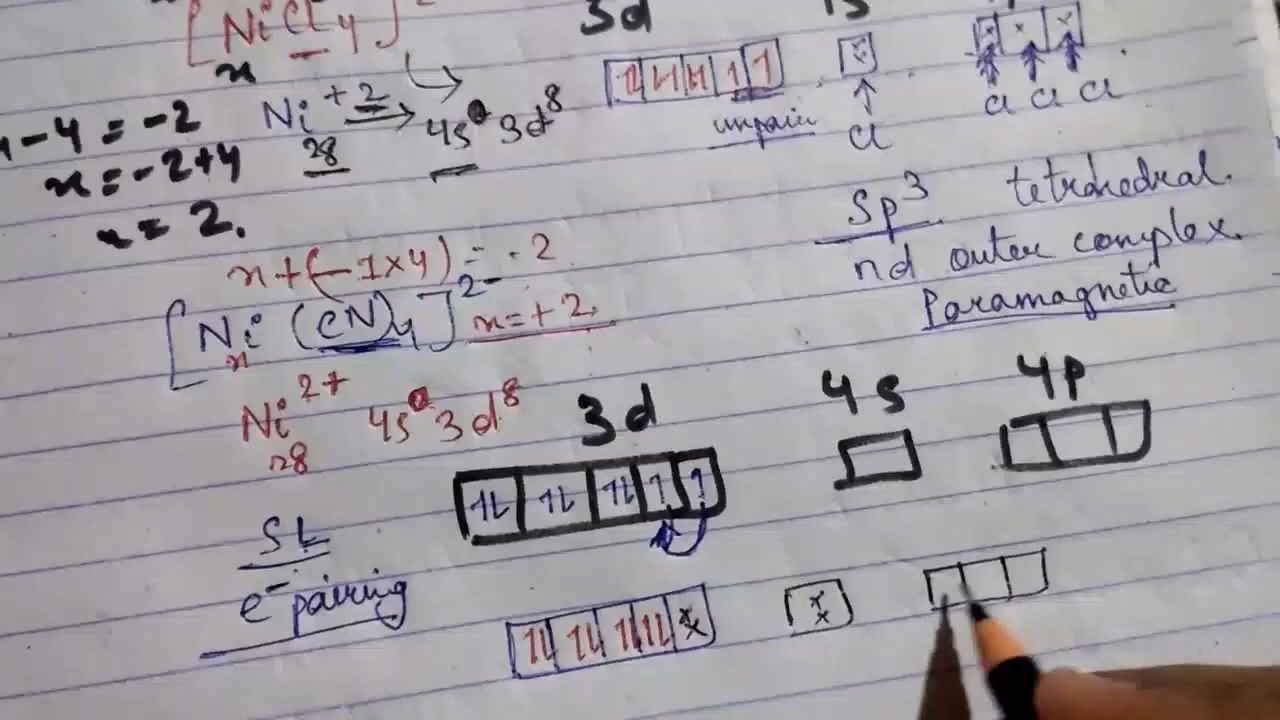 [NiCl4]2-
3d
x
Ni+2 → 4s0 3d8
28
-4 = -2
x = -2+4
x = 2.
unpair
Cl Cl Cl Cl
Sp3 tetrahedral.
nd outer complex.
Paramagnetic
x+(-1×4) = -2
[Ni(CN)4]2- x=+2.
x
Ni2+ 4s0 3d8
28
3d 4s 4p
SL
e- pairing